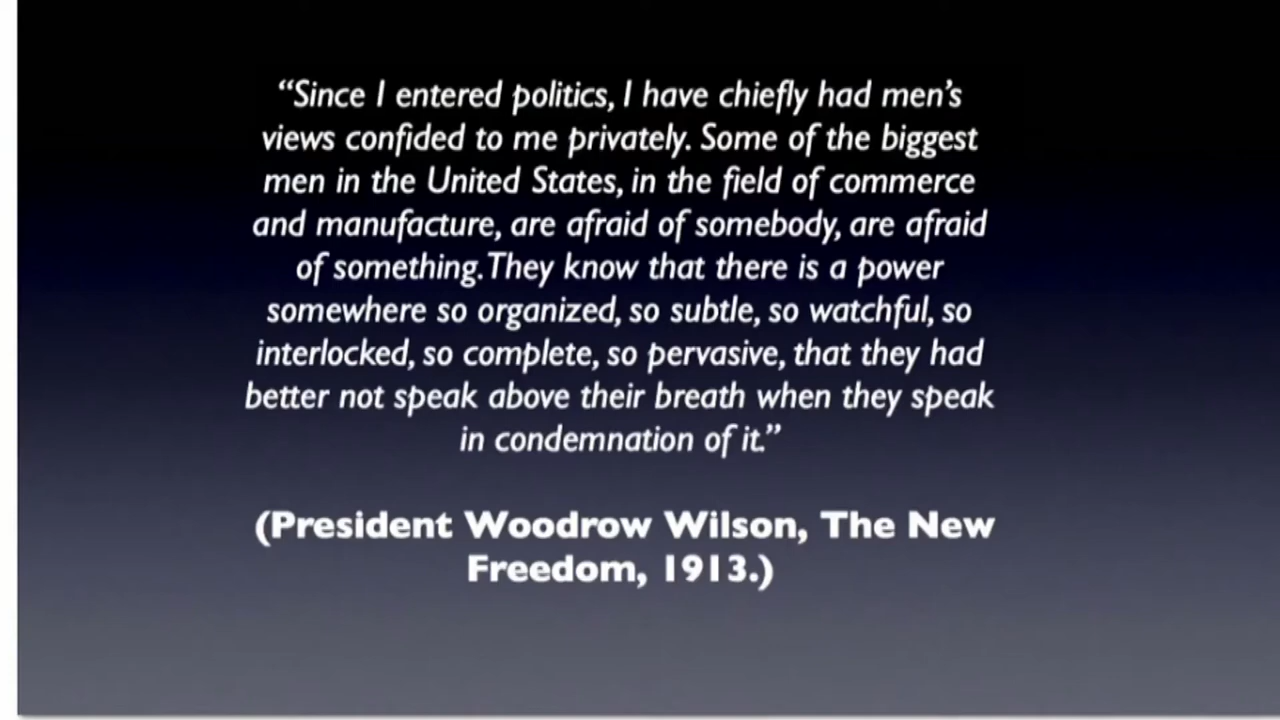 “Since I entered politics, I have chiefly had men’s
views confided to me privately. Some of the biggest
men in the United States, in the field of commerce
and manufacture, are afraid of somebody, are afraid
of something. They know that there is a power
somewhere so organized, so subtle, so watchful, so
interlocked, so complete, so pervasive, that they had
better not speak above their breath when they speak
in condemnation of it.”
(President Woodrow Wilson, The New
Freedom, 1913.)